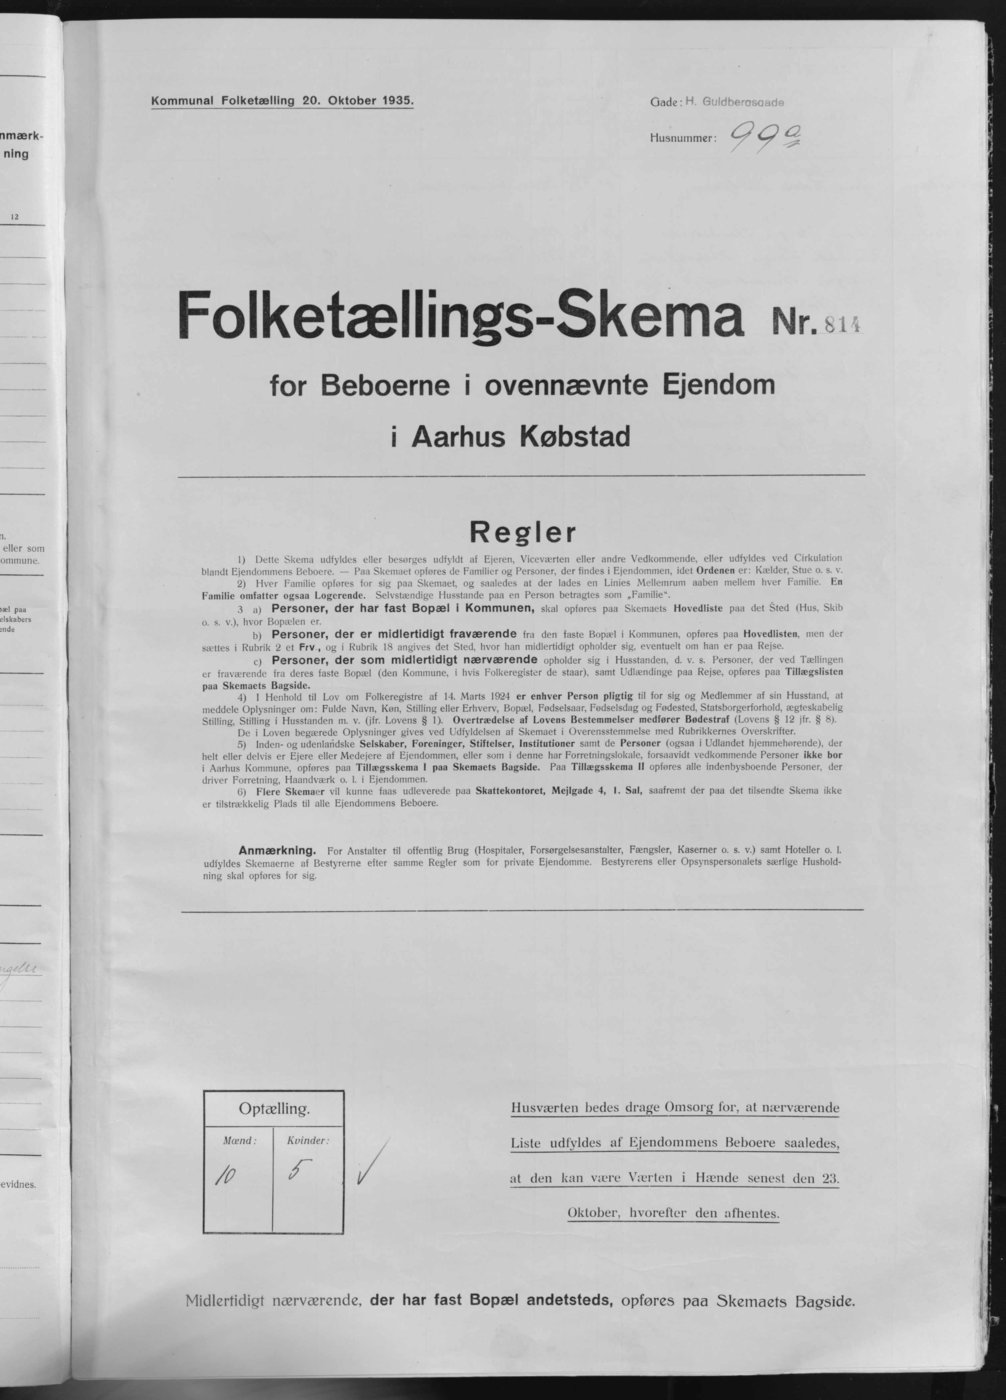 nmærk-
ning
12
n.
eller som
ommune.
pæl paa
elskabers
ende
ngelse
evidnes.
Kommunal Folketælling 20. Oktober 1935.
Gade: H. Guldbergsgade
Husnummer: 99a
Folketællings-Skema Nr. 814
for Beboerne i ovennævnte Ejendom
i Aarhus Købstad
Regler
1) Dette Skema udfyldes eller besørges udfyldt af Ejeren, Viceværten eller andre Vedkommende, eller udfyldes ved Cirkulation
blandt Ejendommens Beboere. — Paa Skemaet opføres de Familier og Personer, der findes i Ejendommen, idet Ordenen er: Kælder, Stue o. s. v.
2) Hver Familie opføres for sig paa Skemaet, og saaledes at der lades en Linies Mellemrum aaben mellem hver Familie. En
Familie omfatter ogsaa Logerende. Selvstændige Husstande paa en Person betragtes som „Familie“.
3 a) Personer, der har fast Bopæl i Kommunen, skal opføres paa Skemaets Hovedliste paa det Sted (Hus, Skib
o. s. v.), hvor Bopælen er.
b) Personer, der er midlertidigt fraværende fra den faste Bopæl i Kommunen, opføres paa Hovedlisten, men der
sættes i Rubrik 2 et Frv., og i Rubrik 18 angives det Sted, hvor han midlertidigt opholder sig, eventuelt om han er paa Rejse.
c) Personer, der som midlertidigt nærværende opholder sig i Husstanden, d. v. s. Personer, der ved Tællingen
er fraværende fra deres faste Bopæl (den Kommune, i hvis Folkeregister de staar), samt Udlændinge paa Rejse, opføres paa Tillægslisten
paa Skemaets Bagside.
4) I Henhold til Lov om Folkeregistre af 14. Marts 1924 er enhver Person pligtig til for sig og Medlemmer af sin Husstand, at
meddele Oplysninger om: Fulde Navn, Køn, Stilling eller Erhverv, Bopæl, Fødselsaar, Fødselsdag og Fødested, Statsborgerforhold, ægteskabelig
Stilling, Stilling i Husstanden m. v. (jfr. Lovens § 1). Overtrædelse af Lovens Bestemmelser medfører Bødestraf (Lovens § 12 jfr. § 8).
De i Loven begærede Oplysninger gives ved Udfyldelsen af Skemaet i Overensstemmelse med Rubrikkernes Overskrifter.
5) Inden- og udenlandske Selskaber, Foreninger, Stiftelser, Institutioner samt de Personer (ogsaa i Udlandet hjemmehørende), der
helt eller delvis er Ejere eller Medejere af Ejendommen, eller som i denne har Forretningslokale, forsaavidt vedkommende Personer ikke bor
i Aarhus Kommune, opføres paa Tillægsskema I paa Skemaets Bagside. Paa Tillægsskema II opføres alle indenbysboende Personer, der
driver Forretning, Haandværk o. l. i Ejendommen.
6) Flere Skemaer vil kunne faas udleverede paa Skattekontoret, Mejlgade 4, 1. Sal, saafremt der paa det tilsendte Skema ikke
er tilstrækkelig Plads til alle Ejendommens Beboere.
Anmærkning. For Anstalter til offentlig Brug (Hospitaler, Forsørgelsesanstalter, Fængsler, Kaserner o. s. v.) samt Hoteller o. l.
udfyldes Skemaerne af Bestyrerne efter samme Regler som for private Ejendomme. Bestyrerens eller Opsynspersonalets særlige Hushold-
ning skal opføres for sig.
Optælling.
Mænd: Kvinder:
10 5 ✓
Husværten bedes drage Omsorg for, at nærværende
Liste udfyldes af Ejendommens Beboere saaledes,
at den kan være Værten i Hænde senest den 23.
Oktober, hvorefter den afhentes.
Midlertidigt nærværende, der har fast Bopæl andetsteds, opføres paa Skemaets Bagside.